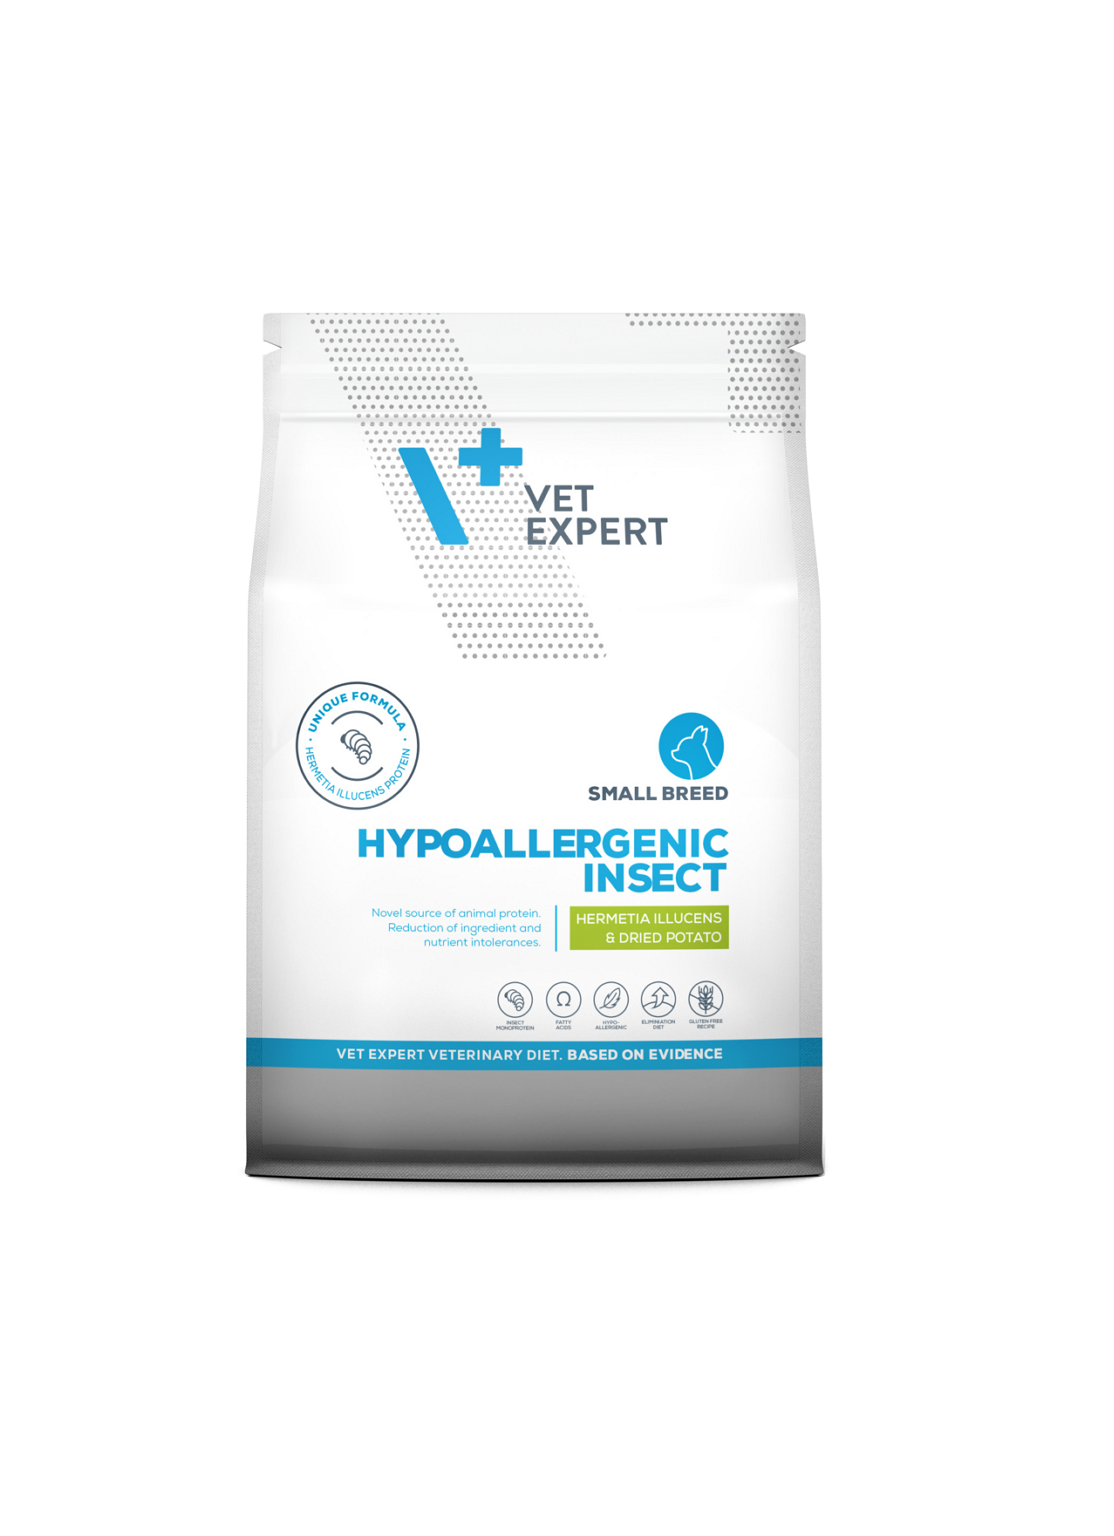 VET
EXPERT
UNIQUE FORMULA
HERMETIA ILLUCENS PROTEIN
SMALL BREED
HYPOALLERGENIC
INSECT
Novel source of animal protein.
Reduction of ingredient and
nutrient intolerances.
HERMETIA ILLUCENS
& DRIED POTATO
INSECT
MONOPROTEIN
FATTY
ACIDS
HYPO-
ALLERGENIC
ELIMINATION
DIET
GLUTEN FREE
RECIPE
VET EXPERT VETERINARY DIET. BASED ON EVIDENCE